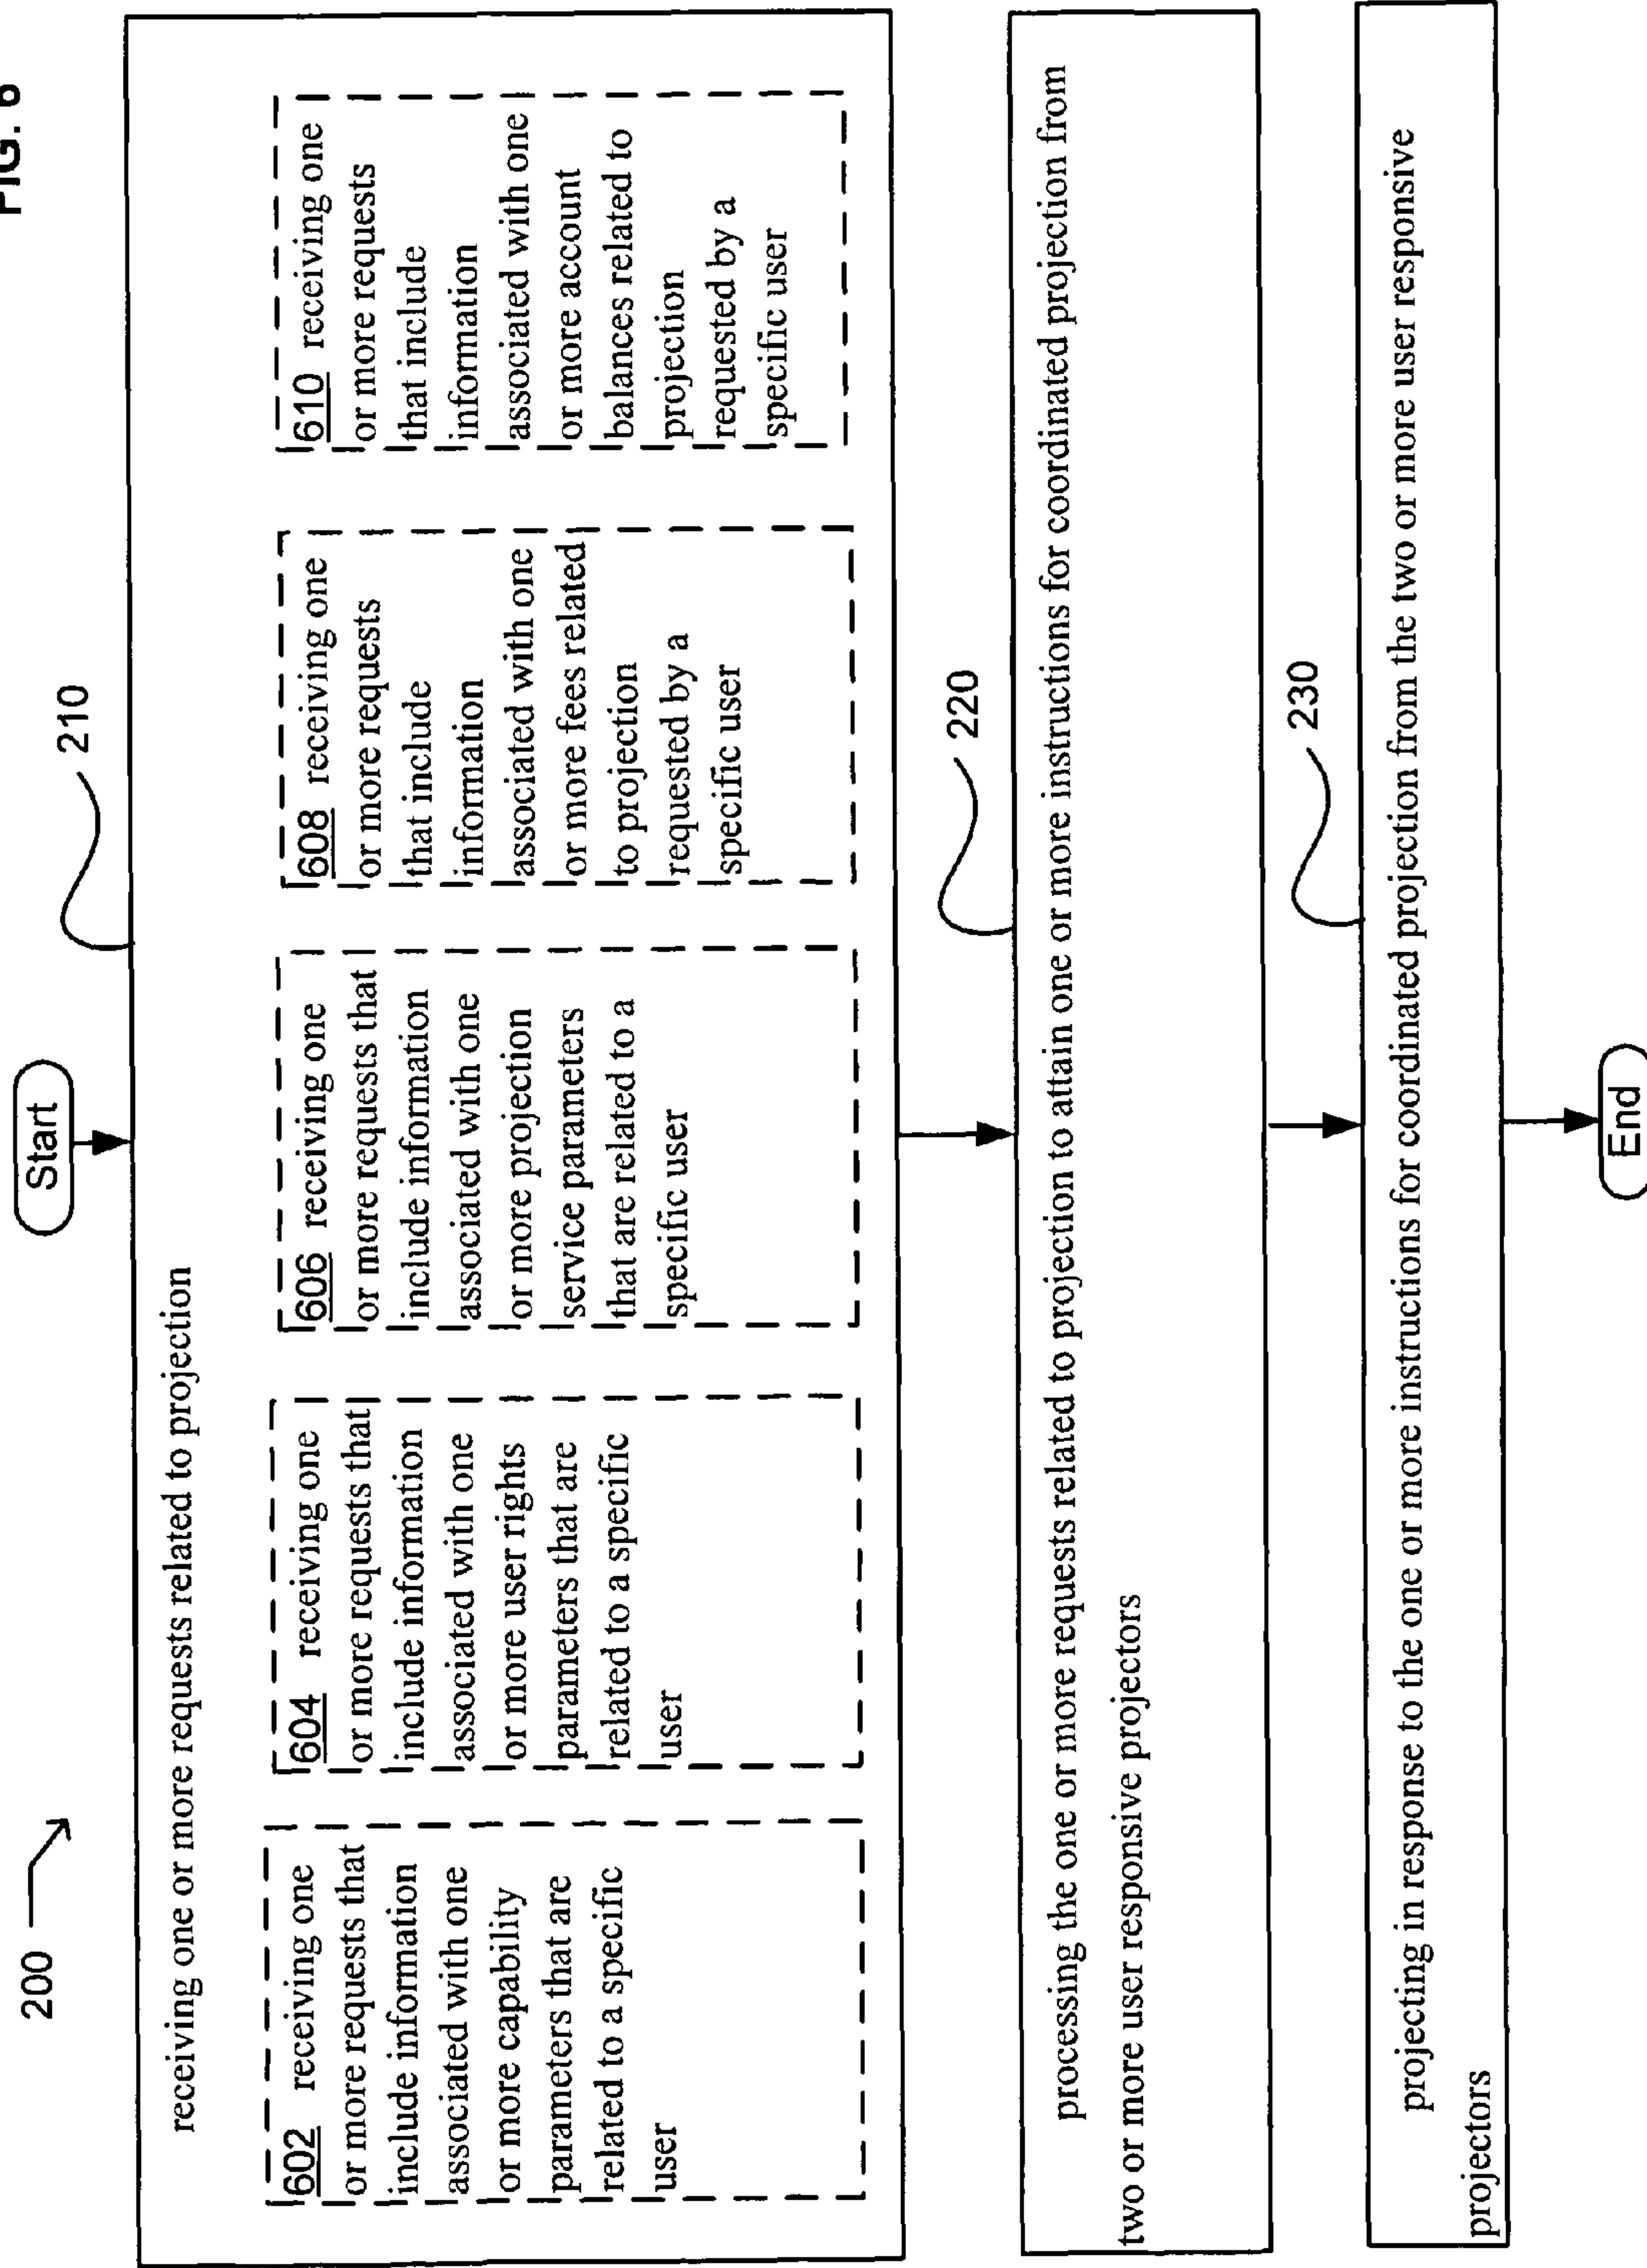 FIG. 6
200
Start
210
receiving one or more requests related to projection
602 receiving one
or more requests that
include information
associated with one
or more capability
parameters that are
related to a specific
user
604 receiving one
or more requests that
include information
associated with one
or more user rights
parameters that are
related to a specific
user
606 receiving one
or more requests that
include information
associated with one
or more projection
service parameters
that are related to a
specific user
608 receiving one
or more requests
that include
information
associated with one
or more fees related
to projection
requested by a
specific user
610 receiving one
or more requests
that include
information
associated with one
or more account
balances related to
projection
requested by a
specific user
220
processing the one or more requests related to projection to attain one or more instructions for coordinated projection from
two or more user responsive projectors
230
projecting in response to the one or more instructions for coordinated projection from the two or more user responsive
projectors
End